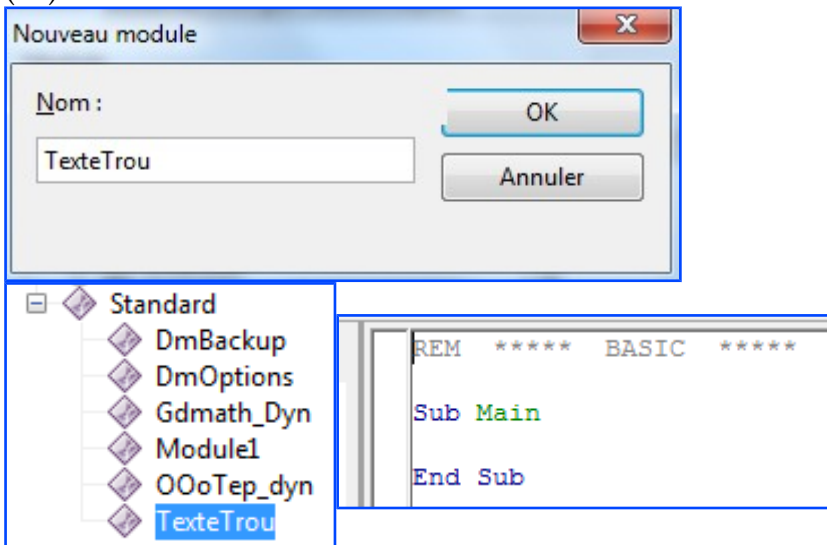 Nouveau module
Nom :
OK
TexteTrou
Annuler
Standard
DmBackup
DmOptions
Gdmath_Dyn
Module1
OOoTep_dyn
TexteTrou
REM ***** BASIC *****
Sub Main
End Sub